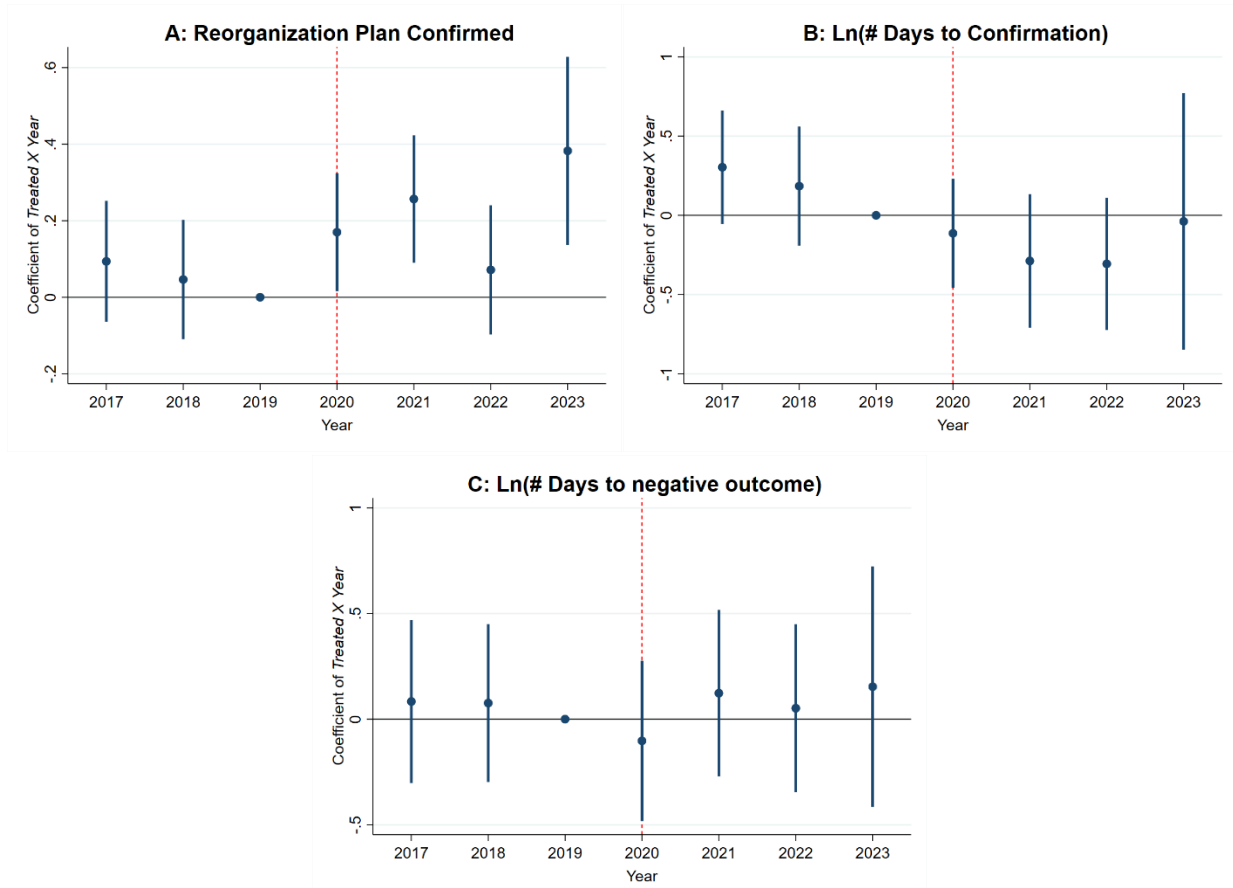 A: Reorganization Plan Confirmed
Coefficient of Treated X Year
.6
.4
.2
0
-.2
2017 2018 2019 2020 2021 2022 2023
Year
B: Ln(# Days to Confirmation)
Coefficient of Treated X Year
1
.5
0
-.5
-1
2017 2018 2019 2020 2021 2022 2023
Year
C: Ln(# Days to negative outcome)
Coefficient of Treated X Year
1
.5
0
-.5
2017 2018 2019 2020 2021 2022 2023
Year